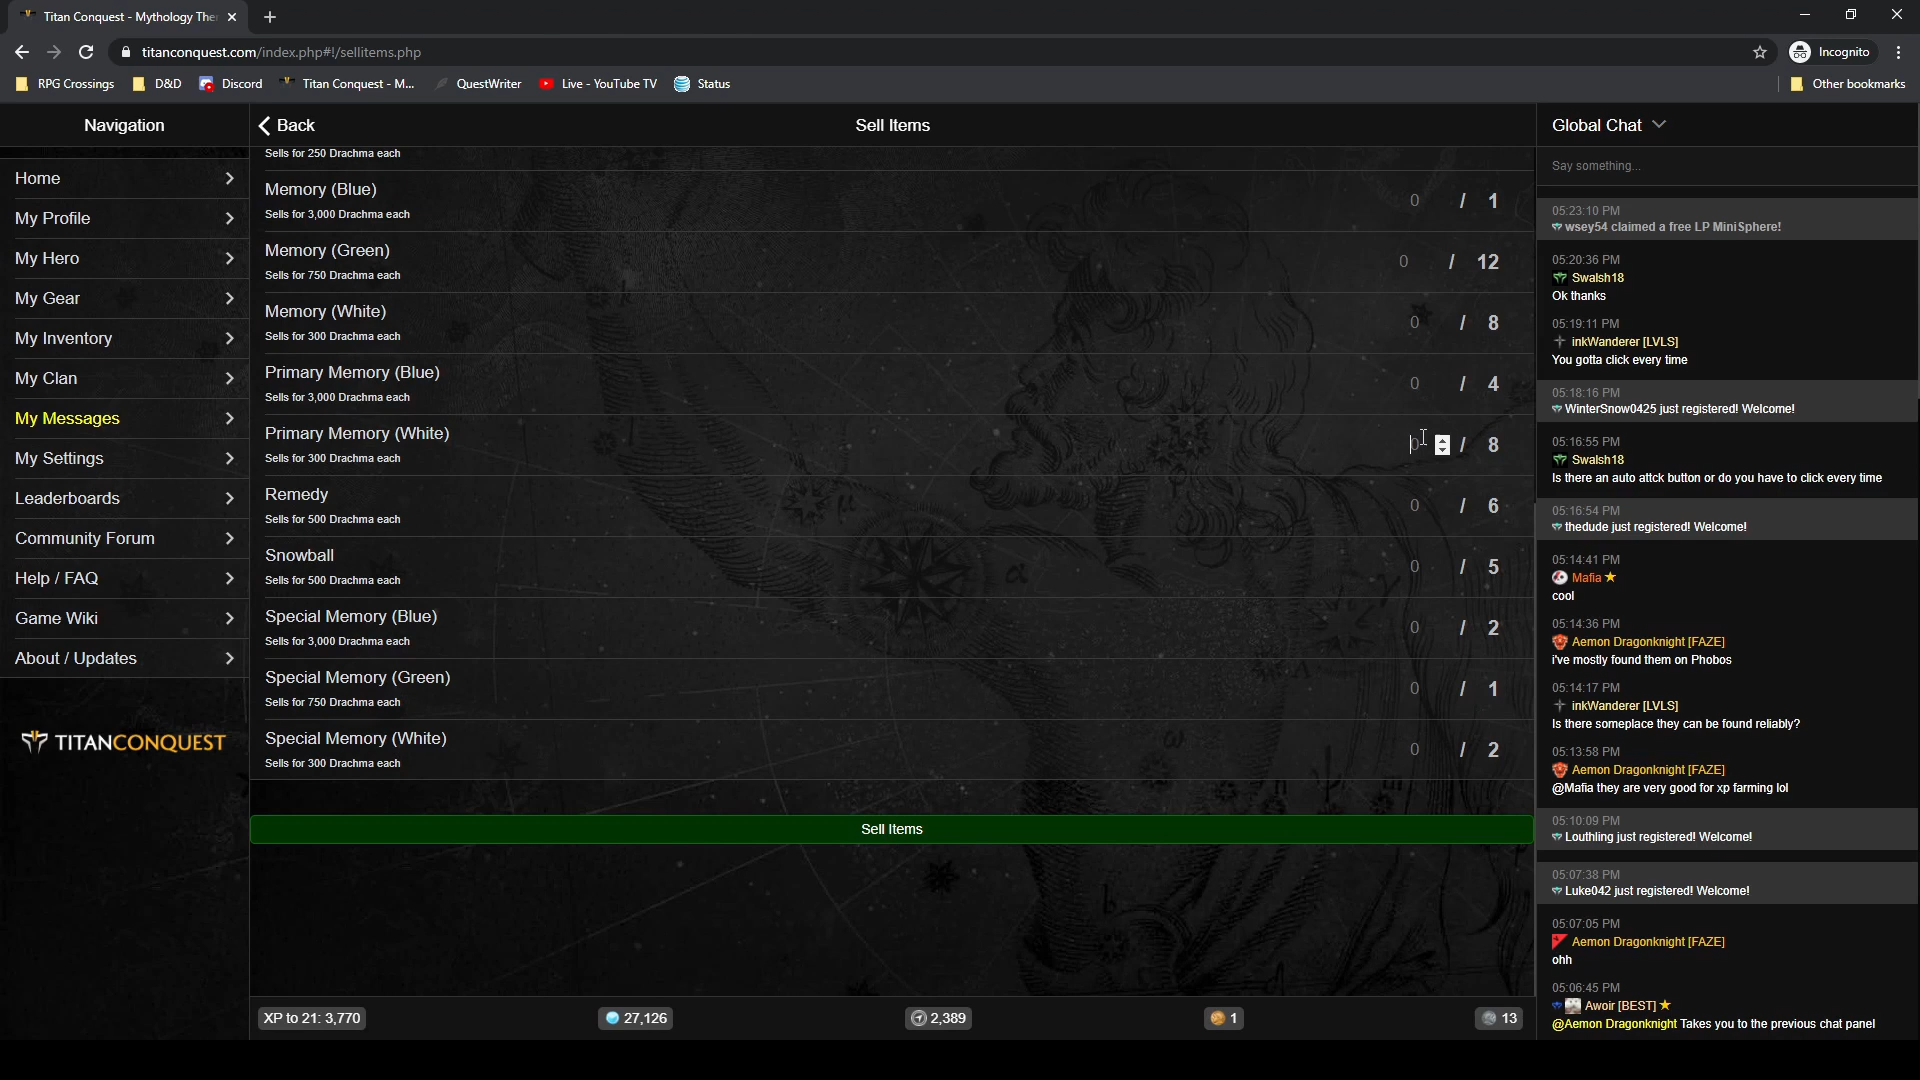 Titan Conquest - Mythology The
titanconquest.com/index.php#!/sellitems.php
Incognito
RPG Crossings
D&D
Discord
Titan Conquest - M...
QuestWriter
Live - YouTube TV
Status
Other bookmarks
Navigation
Home
My Profile
My Hero
My Gear
My Inventory
My Clan
My Messages
My Settings
Leaderboards
Community Forum
Help / FAQ
Game Wiki
About / Updates
TITANCONQUEST
Back
Sell Items
Sells for 250 Drachma each
Memory (Blue)
Sells for 3,000 Drachma each
0 / 1
Memory (Green)
Sells for 750 Drachma each
0 / 12
Memory (White)
Sells for 300 Drachma each
0 / 8
Primary Memory (Blue)
Sells for 3,000 Drachma each
0 / 4
Primary Memory (White)
Sells for 300 Drachma each
0 / 8
Remedy
Sells for 500 Drachma each
0 / 6
Snowball
Sells for 500 Drachma each
0 / 5
Special Memory (Blue)
Sells for 3,000 Drachma each
0 / 2
Special Memory (Green)
Sells for 750 Drachma each
0 / 1
Special Memory (White)
Sells for 300 Drachma each
0 / 2
Sell Items
XP to 21: 3,770
27,126
2,389
1
13
Global Chat
Say something...
05:23:10 PM
wsey54 claimed a free LP MiniSphere!
05:20:36 PM
Swalsh18
Ok thanks
05:19:11 PM
inkWanderer [LVLS]
You gotta click every time
05:18:16 PM
WinterSnow0425 just registered! Welcome!
05:16:55 PM
Swalsh18
Is there an auto attck button or do you have to click every time
05:16:54 PM
thedude just registered! Welcome!
05:14:41 PM
Mafia
cool
05:14:36 PM
Aemon Dragonknight [FAZE]
i've mostly found them on Phobos
05:14:17 PM
inkWanderer [LVLS]
Is there someplace they can be found reliably?
05:13:58 PM
Aemon Dragonknight [FAZE]
@Mafia they are very good for xp farming lol
05:10:09 PM
Louthling just registered! Welcome!
05:07:38 PM
Luke042 just registered! Welcome!
05:07:05 PM
Aemon Dragonknight [FAZE]
ohh
05:06:45 PM
Awoir [BEST]
@Aemon Dragonknight Takes you to the previous chat panel